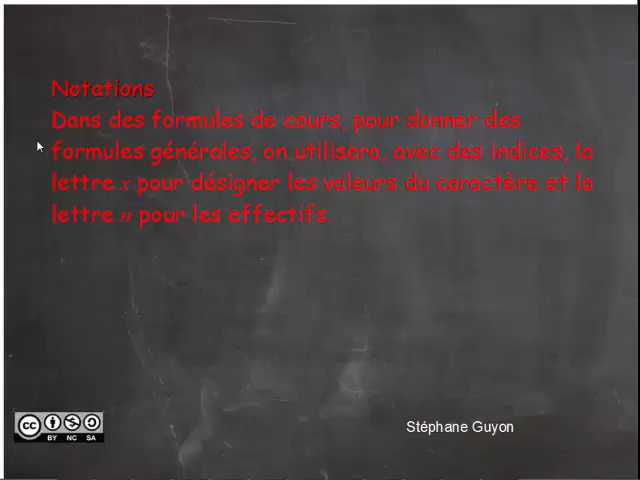 Notations
Dans des formules de cours, pour donner des
formules générales, on utilisera, avec des indices, la
lettre x pour désigner les valeurs du caractère et la
lettre n pour les effectifs.
Stéphane Guyon
cc
BY NC SA